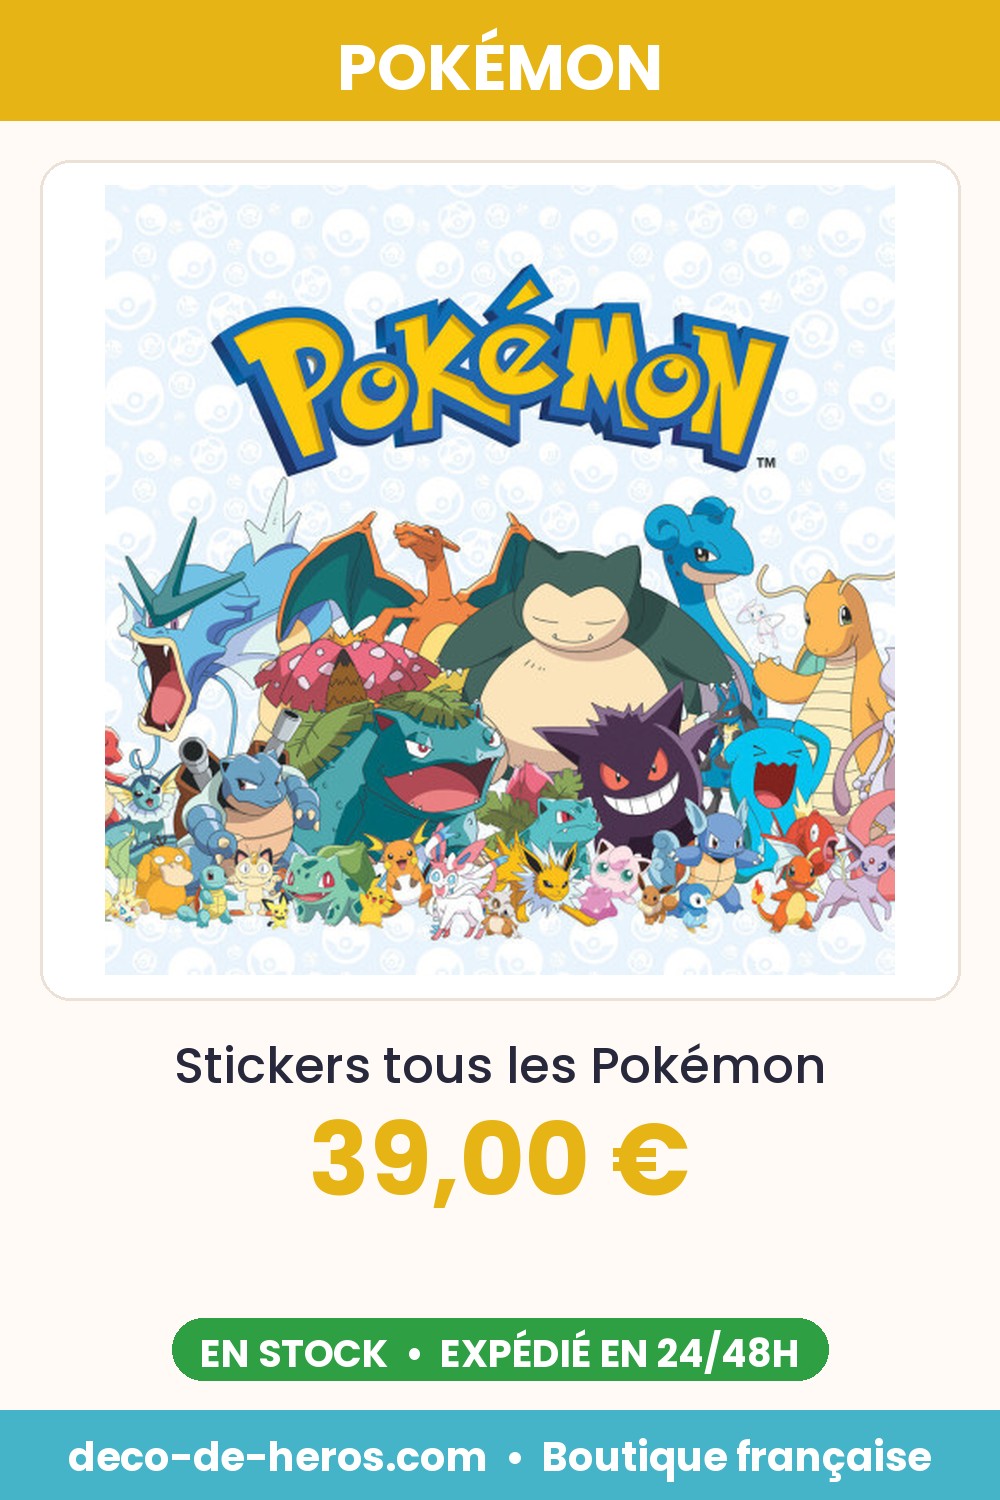 POKÉMON
POKéMON
TM
Stickers tous les Pokémon
39,00 €
EN STOCK • EXPÉDIÉ EN 24/48H
deco-de-heros.com • Boutique française